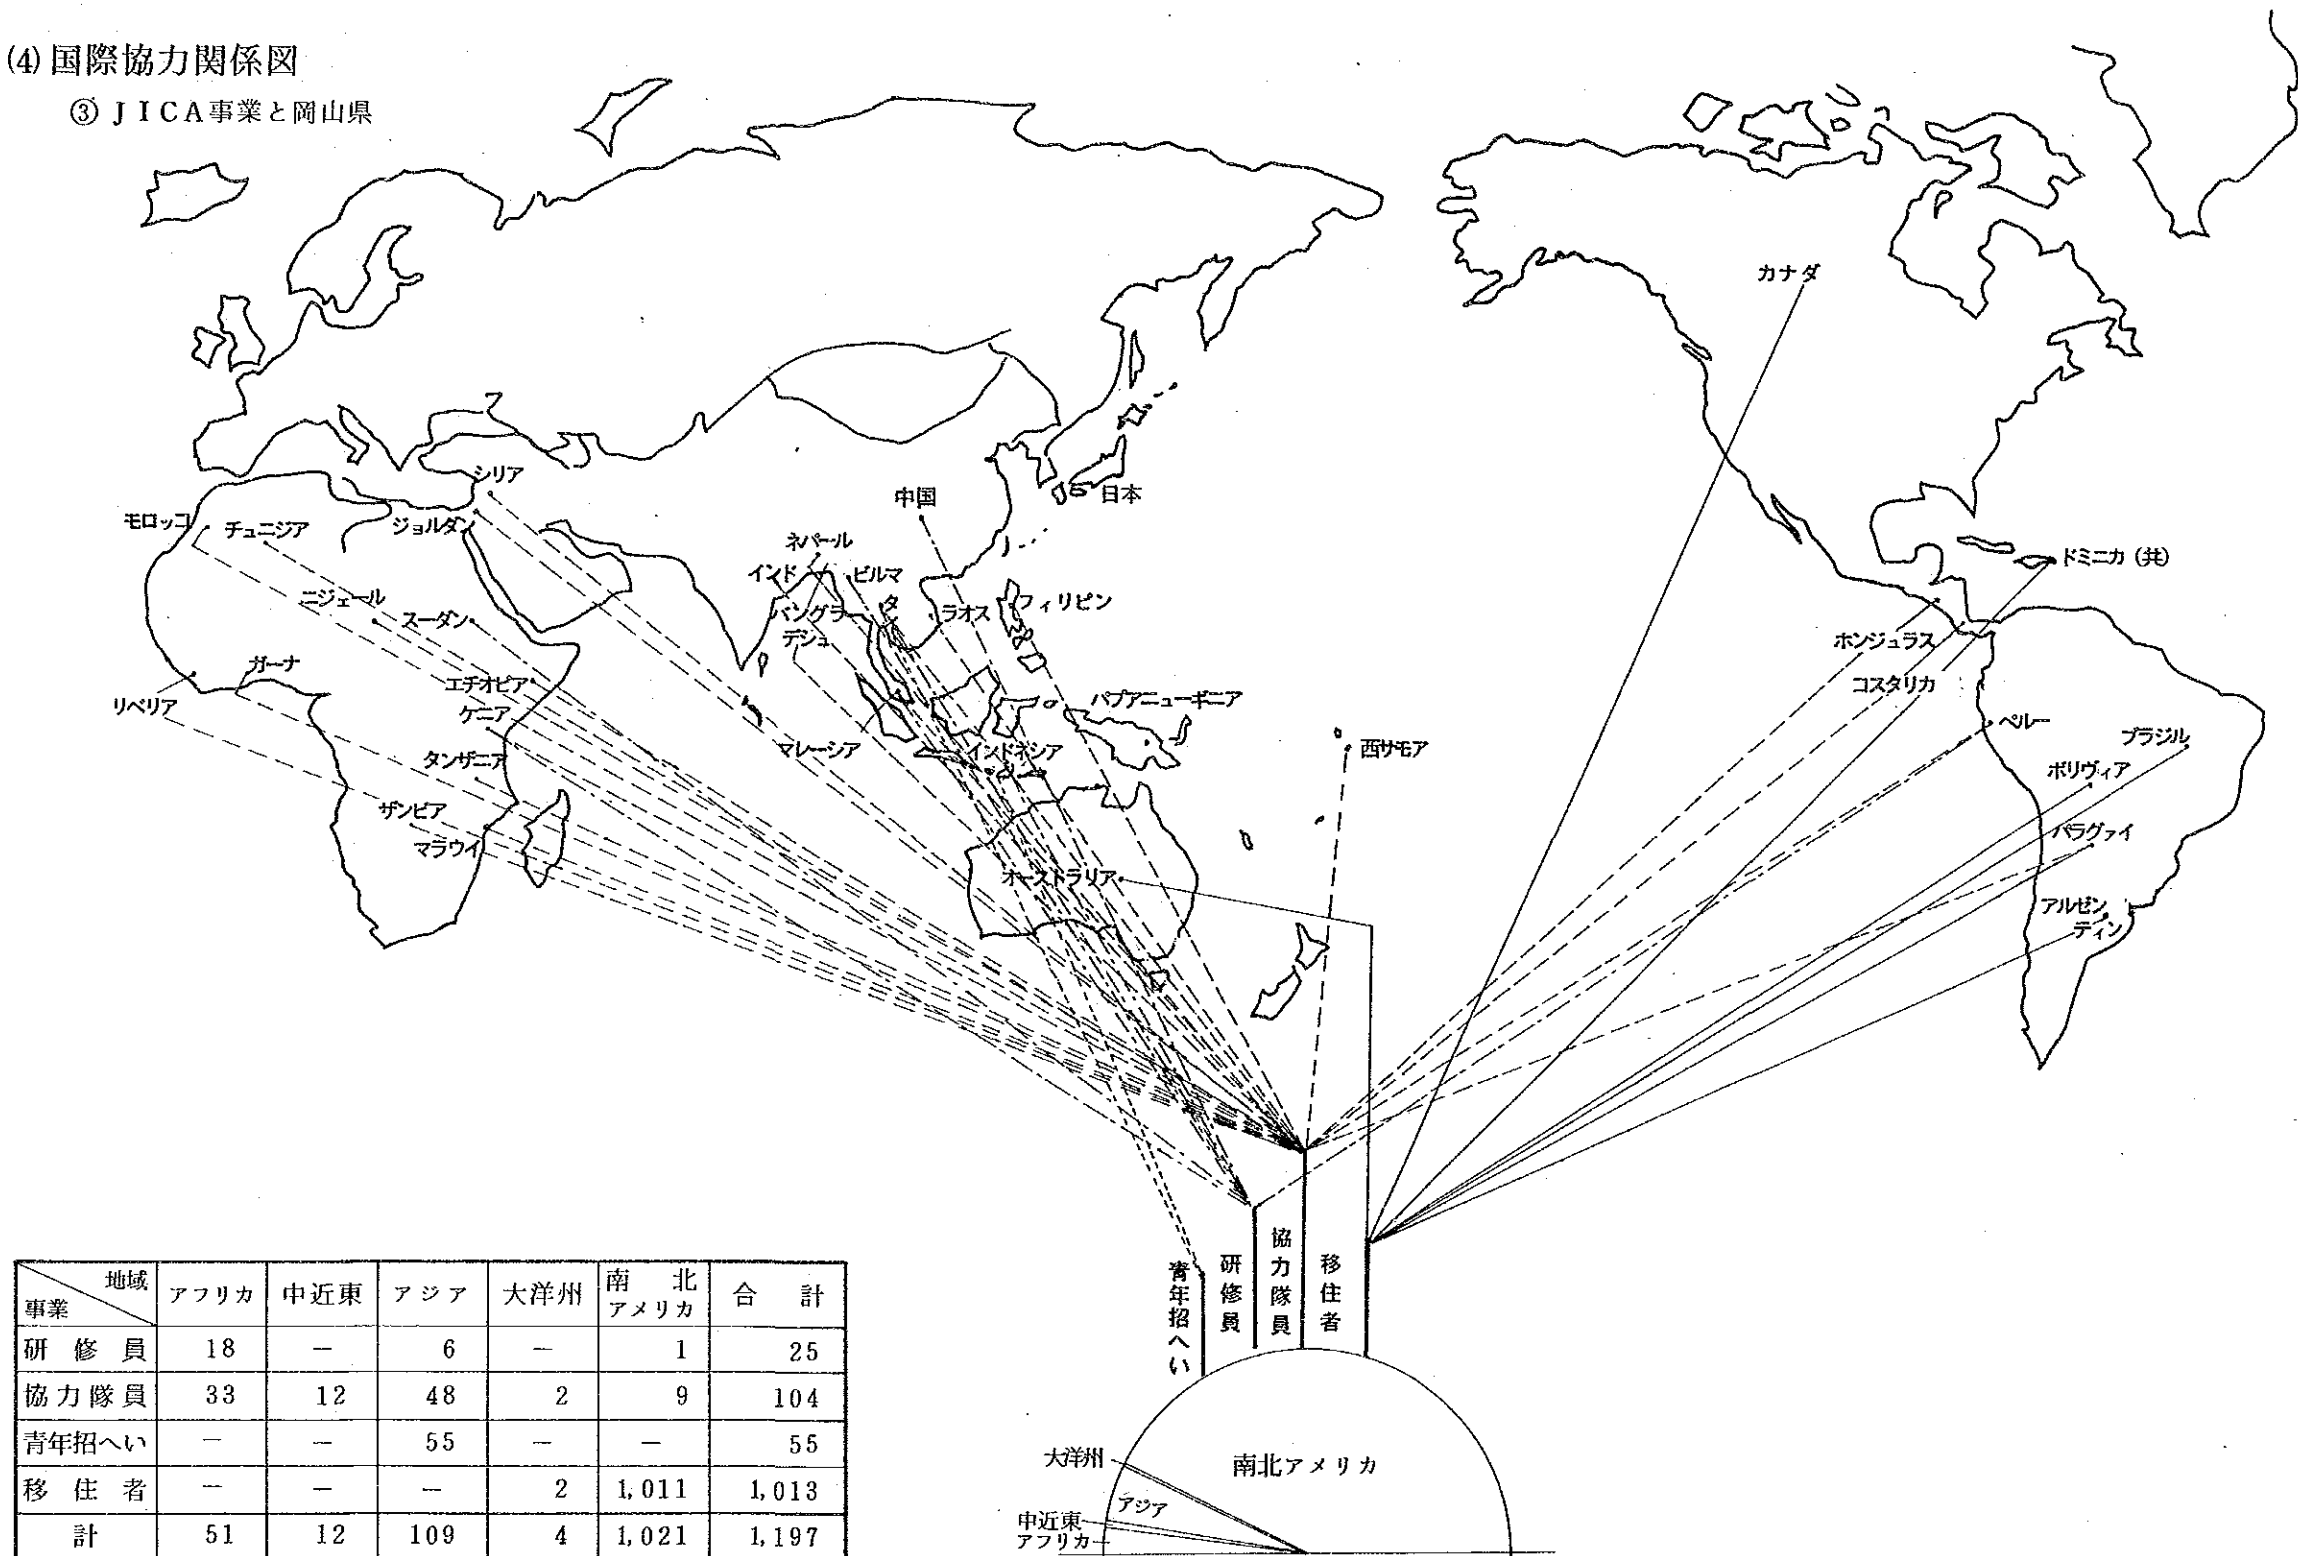 (4) 国際協力関係図
③ JICA事業と岡山県
カナダ
シリア
中国
日本
モロッコ
チュニジア
ジョルダン
ネパール
インド
ビルマ
ドミニカ (共)
ニジェール
スーダン
バングラ
デシュ
タイ
ラオス
フィリピン
ホンジュラス
ガーナ
エチオピア
コスタリカ
リベリア
ケニア
パプアニューギニア
ペルー
マレーシア
インドネシア
西サモア
ブラジル
タンザニア
ボリヴィア
ザンビア
パラグァイ
マラウイ
オーストラリア
アルゼン
ティン
青年招へい
研修員
協力隊員
移住者
地域
事業
アフリカ 中近東 アジア 大洋州 南北アメリカ 合計
研修員 18 — 6 — 1 25
協力隊員 33 12 48 2 9 104
青年招へい — — 55 — — 55
移住者 — — — 2 1,011 1,013
計 51 12 109 4 1,021 1,197
大洋州
南北アメリカ
アジア
中近東
アフリカ